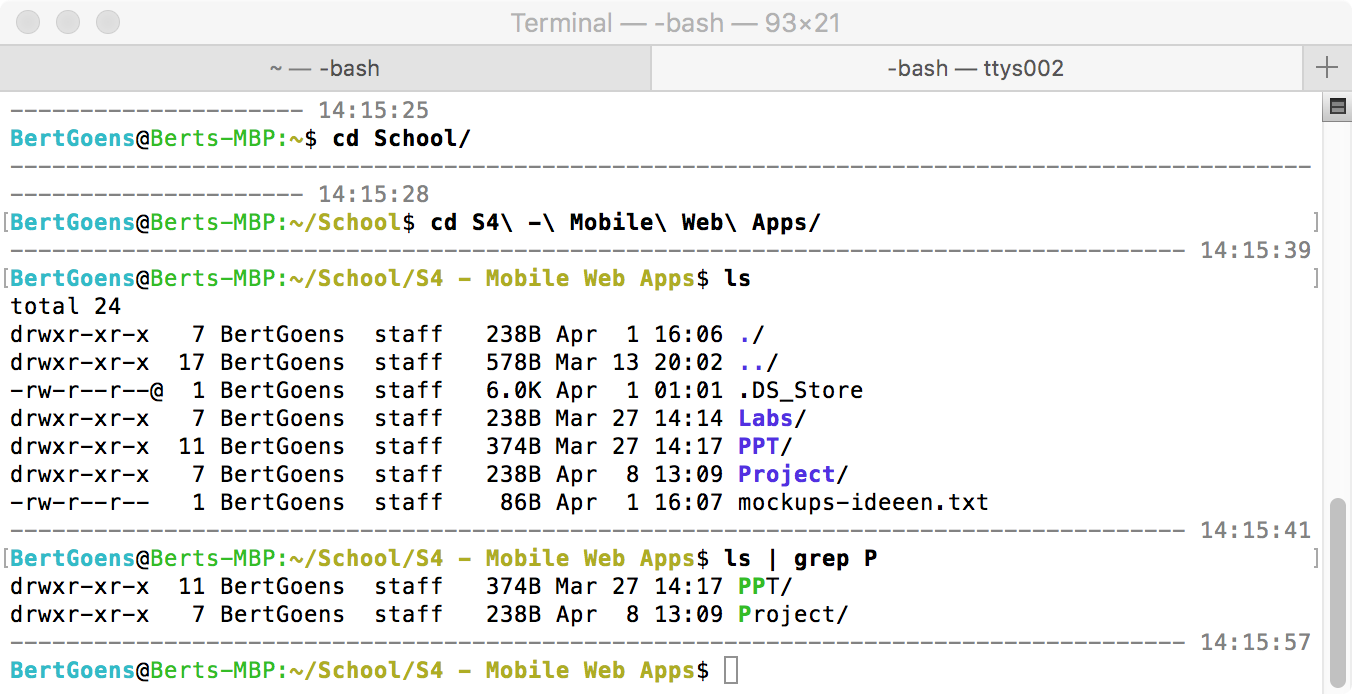 Terminal — -bash — 93×21
~ — -bash
-bash — ttys002
--------------------- 14:15:25
BertGoens@Berts-MBP:~$ cd School/
---------------------------------------------------------------------------------------------
--------------------- 14:15:28
[BertGoens@Berts-MBP:~/School$ cd S4\ -\ Mobile\ Web\ Apps/ ]
------------------------------------------------------------------------------------ 14:15:39
[BertGoens@Berts-MBP:~/School/S4 - Mobile Web Apps$ ls ]
total 24
drwxr-xr-x   7 BertGoens  staff   238B Apr  1 16:06 ./
drwxr-xr-x  17 BertGoens  staff   578B Mar 13 20:02 ../
-rw-r--r--@  1 BertGoens  staff   6.0K Apr  1 01:01 .DS_Store
drwxr-xr-x   7 BertGoens  staff   238B Mar 27 14:14 Labs/
drwxr-xr-x  11 BertGoens  staff   374B Mar 27 14:17 PPT/
drwxr-xr-x   7 BertGoens  staff   238B Apr  8 13:09 Project/
-rw-r--r--   1 BertGoens  staff    86B Apr  1 16:07 mockups-ideeen.txt
------------------------------------------------------------------------------------ 14:15:41
[BertGoens@Berts-MBP:~/School/S4 - Mobile Web Apps$ ls | grep P ]
drwxr-xr-x  11 BertGoens  staff   374B Mar 27 14:17 PPT/
drwxr-xr-x   7 BertGoens  staff   238B Apr  8 13:09 Project/
------------------------------------------------------------------------------------ 14:15:57
BertGoens@Berts-MBP:~/School/S4 - Mobile Web Apps$